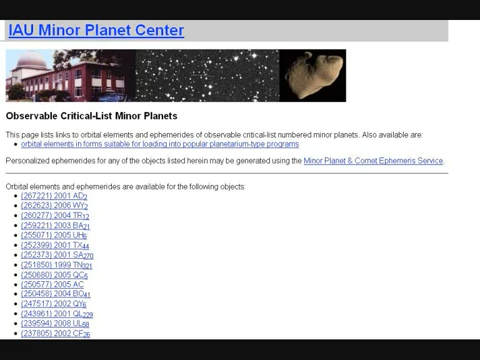 IAU Minor Planet Center
Observable Critical-List Minor Planets
This page lists links to orbital elements and ephemerides of observable critical-list numbered minor planets. Also available are:
orbital elements in forms suitable for loading into popular planetarium-type programs
Personalized ephemerides for any of the objects listed herein may be generated using the Minor Planet & Comet Ephemeris Service.
Orbital elements and ephemerides are available for the following objects:
(267221) 2001 AD2
(262623) 2006 WY2
(260277) 2004 TR12
(259221) 2003 BA21
(255071) 2005 UH6
(252399) 2001 TX44
(252373) 2001 SA270
(251850) 1999 TN321
(250680) 2005 QC5
(250577) 2005 AC
(250458) 2004 BO41
(247517) 2002 QY6
(243961) 2001 QL229
(239594) 2008 UL68
(237805) 2002 CF26